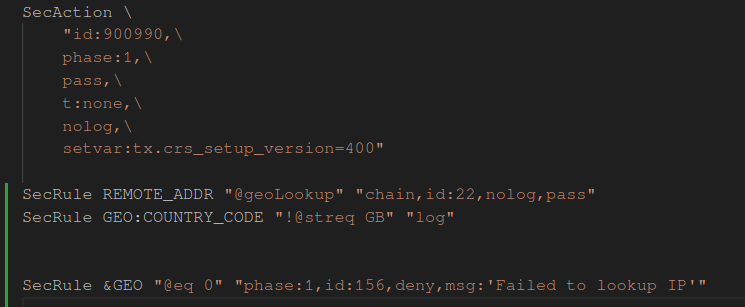 SecAction \
"id:900990,\
phase:1,\
pass,\
t:none,\
nolog,\
setvar:tx.crs_setup_version=400"
SecRule REMOTE_ADDR "@geoLookup" "chain,id:22,nolog,pass"
SecRule GEO:COUNTRY_CODE "!@streq GB" "log"
SecRule &GEO "@eq 0" "phase:1,id:156,deny,msg:'Failed to lookup IP'"